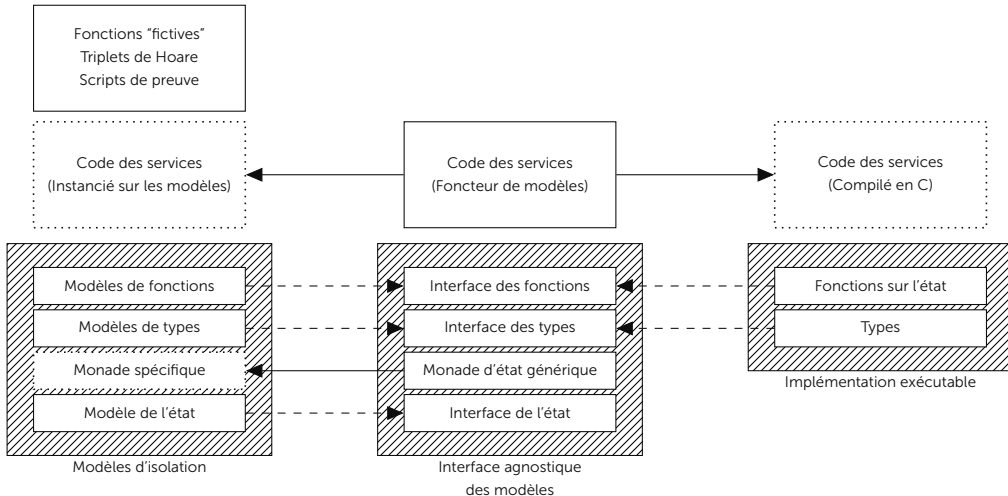 Fonctions “fictives”
Triplets de Hoare
Scripts de preuve
Code des services
(Instancié sur les modèles)
Code des services
(Foncteur de modèles)
Code des services
(Compilé en C)
Modèles de fonctions
Modèles de types
Monade spécifique
Modèle de l’état
Modèles d’isolation
Interface des fonctions
Interface des types
Monade d’état générique
Interface de l’état
Interface agnostique
des modèles
Fonctions sur l’état
Types
Implémentation exécutable